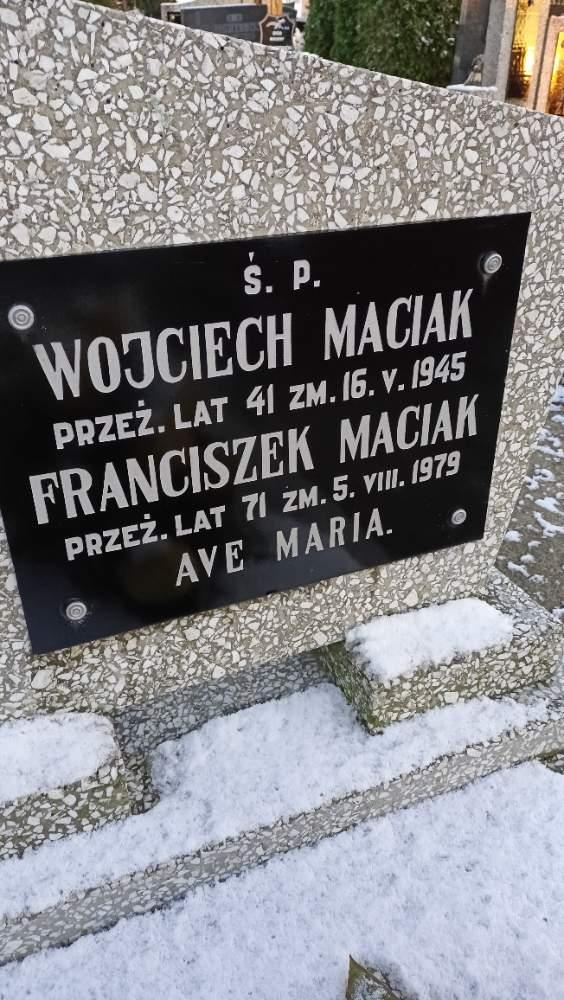 Ś. P.
WOJCIECH MACIAK
PRZEŻ. LAT 41 ZM. 16. V. 1945
FRANCISZEK MACIAK
PRZEŻ. LAT 71 ZM. 5. VIII. 1979
AVE MARIA.